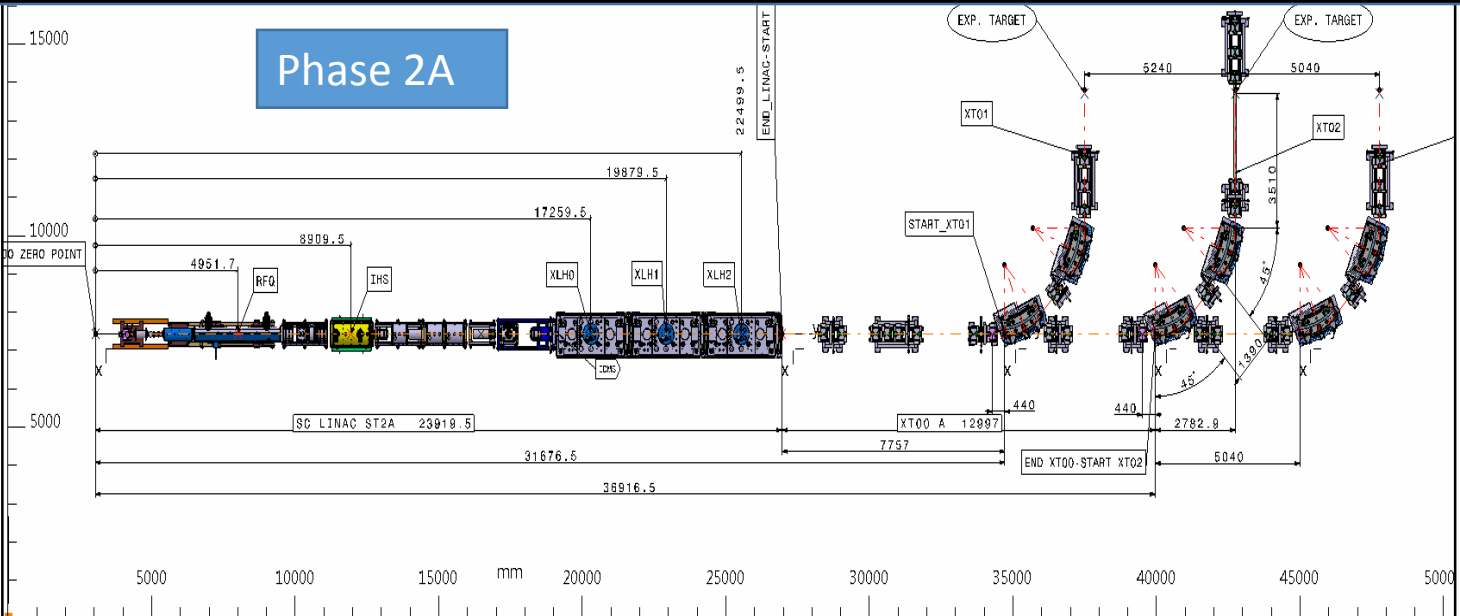 15000
Phase 2A
22499.5
END_LINAC-START
EXP. TARGET
EXP. TARGET
5240
5040
XT01
XT02
3510
19879.5
17259.5
START_XT01
10000
8909.5
ZERO POINT
4951.7
RFQ
IHS
XLH0
XLH1
XLH2
45°
1390
X
X
X
X
X
45°
440
440
5000
SC LINAC ST2A 23919.5
XT00 A 12997
2782.9
7757
31676.5
END XT00-START XT02
5040
36916.5
5000
10000
15000
mm
20000
25000
30000
35000
40000
45000
5000